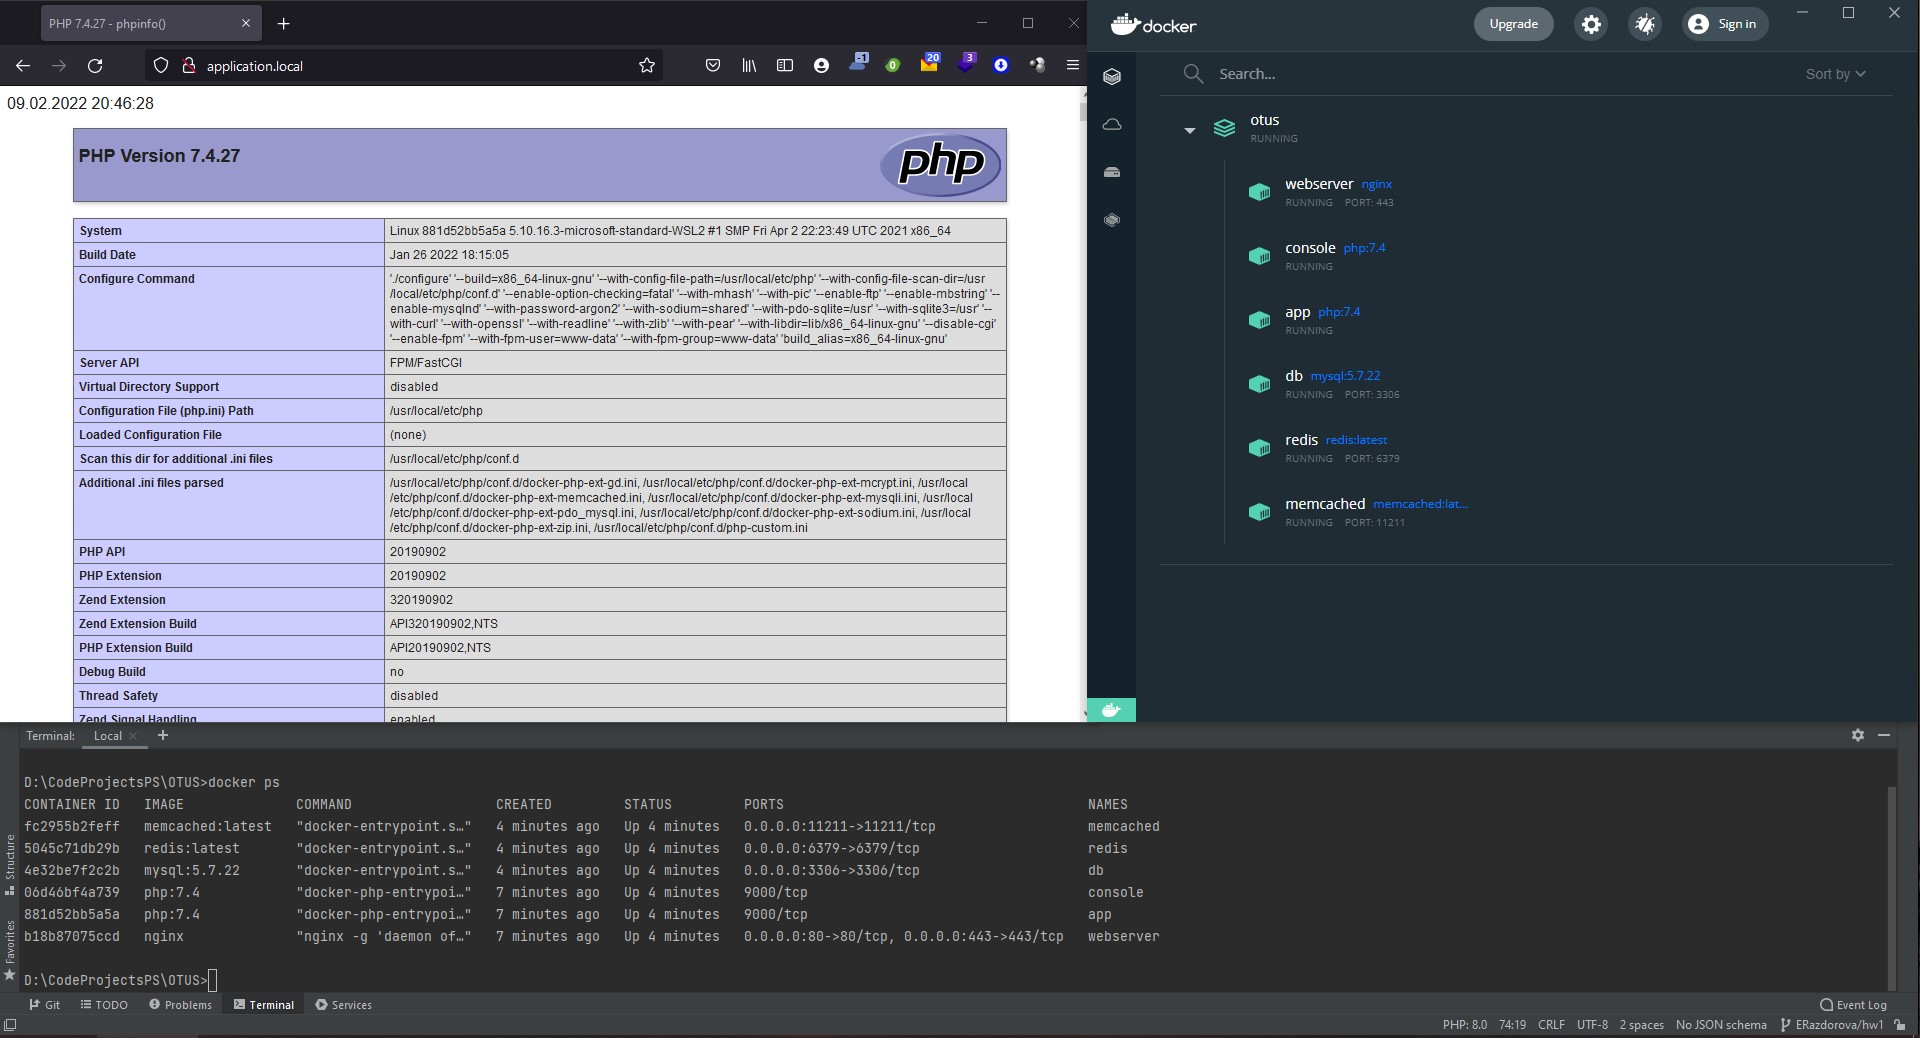 PHP 7.4.27 - phpinfo()
application.local
-1
0
20
3
09.02.2022 20:46:28
PHP Version 7.4.27
php
System Linux 881d52bb5a5a 5.10.16.3-microsoft-standard-WSL2 #1 SMP Fri Apr 2 22:23:49 UTC 2021 x86_64
Build Date Jan 26 2022 18:15:05
Configure Command './configure' '--build=x86_64-linux-gnu' '--with-config-file-path=/usr/local/etc/php' '--with-config-file-scan-dir=/usr
/local/etc/php/conf.d' '--enable-option-checking=fatal' '--with-mhash' '--with-pic' '--enable-ftp' '--enable-mbstring' '--
enable-mysqlnd' '--with-password-argon2' '--with-sodium=shared' '--with-pdo-sqlite=/usr' '--with-sqlite3=/usr' '--
with-curl' '--with-openssl' '--with-readline' '--with-zlib' '--with-pear' '--with-libdir=lib/x86_64-linux-gnu' '--disable-cgi'
'--enable-fpm' '--with-fpm-user=www-data' '--with-fpm-group=www-data' 'build_alias=x86_64-linux-gnu'
Server API FPM/FastCGI
Virtual Directory Support disabled
Configuration File (php.ini) Path /usr/local/etc/php
Loaded Configuration File (none)
Scan this dir for additional .ini files /usr/local/etc/php/conf.d
Additional .ini files parsed /usr/local/etc/php/conf.d/docker-php-ext-gd.ini, /usr/local/etc/php/conf.d/docker-php-ext-mcrypt.ini, /usr/local
/etc/php/conf.d/docker-php-ext-memcached.ini, /usr/local/etc/php/conf.d/docker-php-ext-mysqli.ini, /usr/local
/etc/php/conf.d/docker-php-ext-pdo_mysql.ini, /usr/local/etc/php/conf.d/docker-php-ext-sodium.ini, /usr/local
/etc/php/conf.d/docker-php-ext-zip.ini, /usr/local/etc/php/conf.d/php-custom.ini
PHP API 20190902
PHP Extension 20190902
Zend Extension 320190902
Zend Extension Build API320190902,NTS
PHP Extension Build API20190902,NTS
Debug Build no
Thread Safety disabled
Zend Signal Handling enabled
docker
Upgrade
Sign in
Search...
Sort by
otus
RUNNING
webserver nginx
RUNNING PORT: 443
console php:7.4
RUNNING
app php:7.4
RUNNING
db mysql:5.7.22
RUNNING PORT: 3306
redis redis:latest
RUNNING PORT: 6379
memcached memcached:lat...
RUNNING PORT: 11211
Terminal: Local
D:\CodeProjectsPS\OTUS>docker ps
CONTAINER ID IMAGE COMMAND CREATED STATUS PORTS NAMES
fc2955b2feff memcached:latest "docker-entrypoint.s…" 4 minutes ago Up 4 minutes 0.0.0.0:11211->11211/tcp memcached
5045c71db29b redis:latest "docker-entrypoint.s…" 4 minutes ago Up 4 minutes 0.0.0.0:6379->6379/tcp redis
4e32be7f2c2b mysql:5.7.22 "docker-entrypoint.s…" 4 minutes ago Up 4 minutes 0.0.0.0:3306->3306/tcp db
06d46bf4a739 php:7.4 "docker-php-entrypoi…" 7 minutes ago Up 4 minutes 9000/tcp console
881d52bb5a5a php:7.4 "docker-php-entrypoi…" 7 minutes ago Up 4 minutes 9000/tcp app
b18b87075ccd nginx "nginx -g 'daemon of…" 7 minutes ago Up 4 minutes 0.0.0.0:80->80/tcp, 0.0.0.0:443->443/tcp webserver
D:\CodeProjectsPS\OTUS>
Structure
Favorites
Git TODO Problems Terminal Services
Event Log
PHP: 8.0 74:19 CRLF UTF-8 2 spaces No JSON schema ERazdorova/hw1